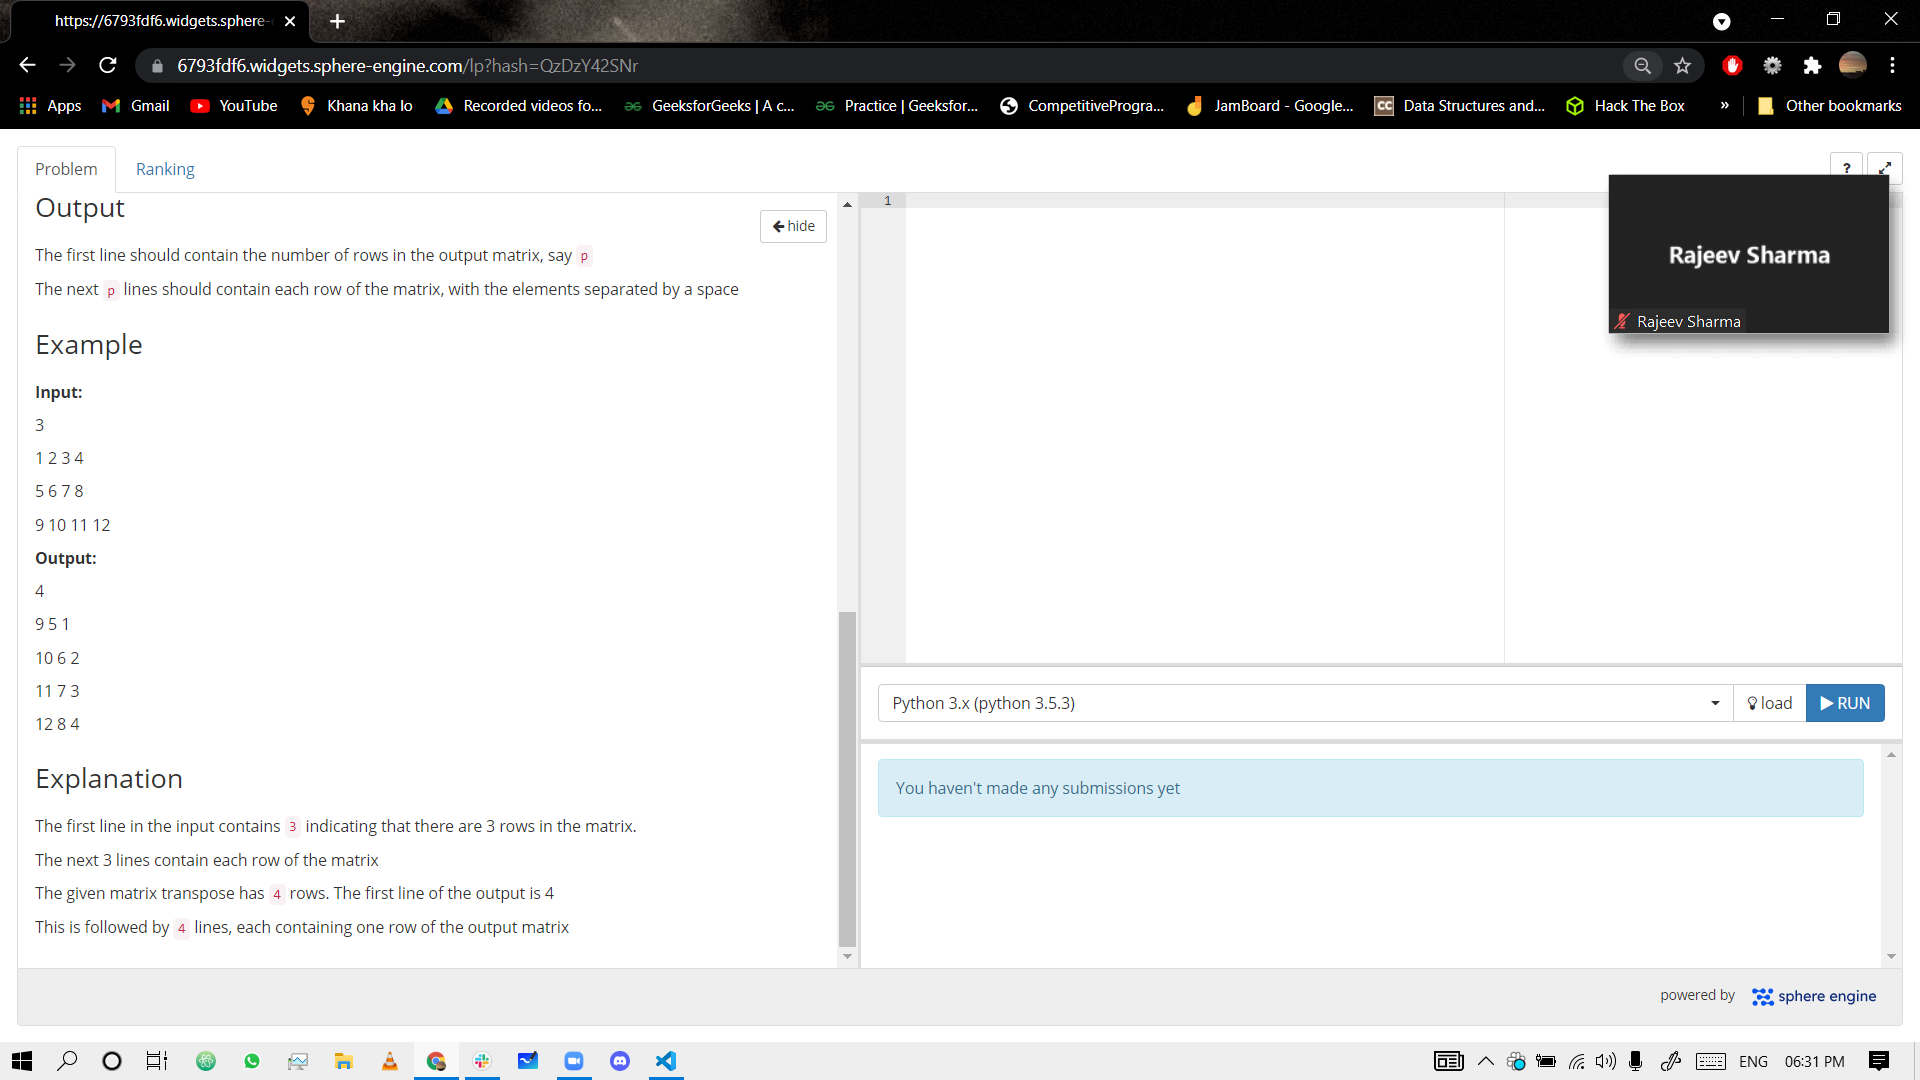 https://6793fdf6.widgets.sphere-
6793fdf6.widgets.sphere-engine.com/lp?hash=QzDzY42SNr
Apps Gmail YouTube Khana kha lo Recorded videos fo... GeeksforGeeks | A c... Practice | Geeksfor... CompetitiveProgra... JamBoard - Google... CC Data Structures and... Hack The Box » Other bookmarks
Problem Ranking ?
Output
hide
The first line should contain the number of rows in the output matrix, say p
The next p lines should contain each row of the matrix, with the elements separated by a space
Example
Input:
3
1 2 3 4
5 6 7 8
9 10 11 12
Output:
4
9 5 1
10 6 2
11 7 3
12 8 4
Explanation
The first line in the input contains 3 indicating that there are 3 rows in the matrix.
The next 3 lines contain each row of the matrix
The given matrix transpose has 4 rows. The first line of the output is 4
This is followed by 4 lines, each containing one row of the output matrix
1
Rajeev Sharma
Rajeev Sharma
Python 3.x (python 3.5.3) load RUN
You haven't made any submissions yet
powered by sphere engine
ENG 06:31 PM